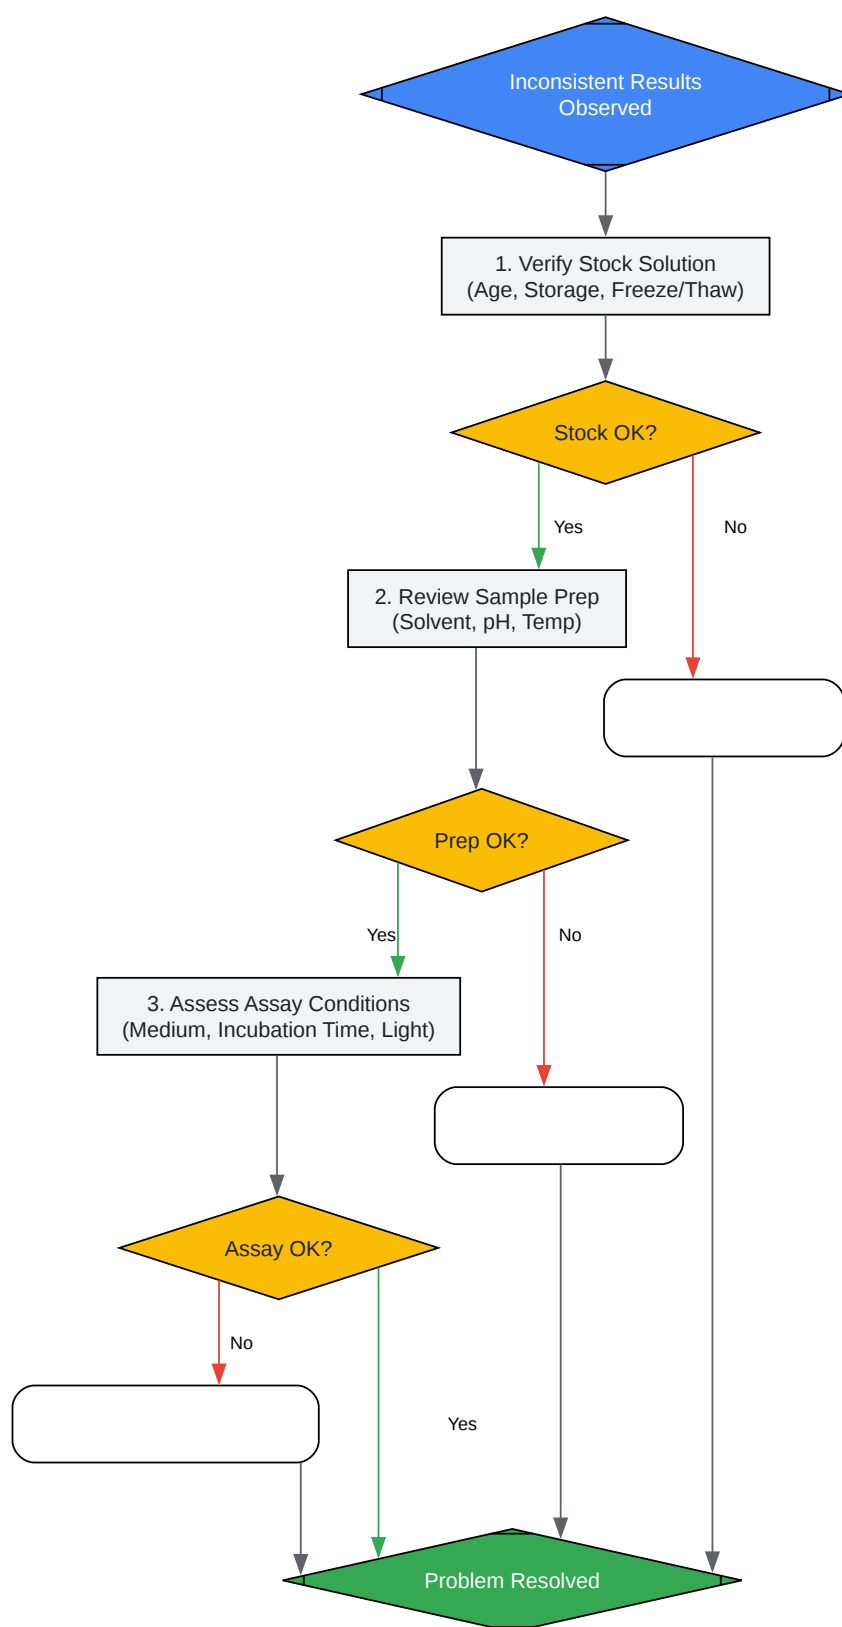 Inconsistent Results
Observed
1. Verify Stock Solution
(Age, Storage, Freeze/Thaw)
Stock OK?
Yes
No
2. Review Sample Prep
(Solvent, pH, Temp)
Prep OK?
Yes
No
3. Assess Assay Conditions
(Medium, Incubation Time, Light)
Assay OK?
No
Yes
Problem Resolved